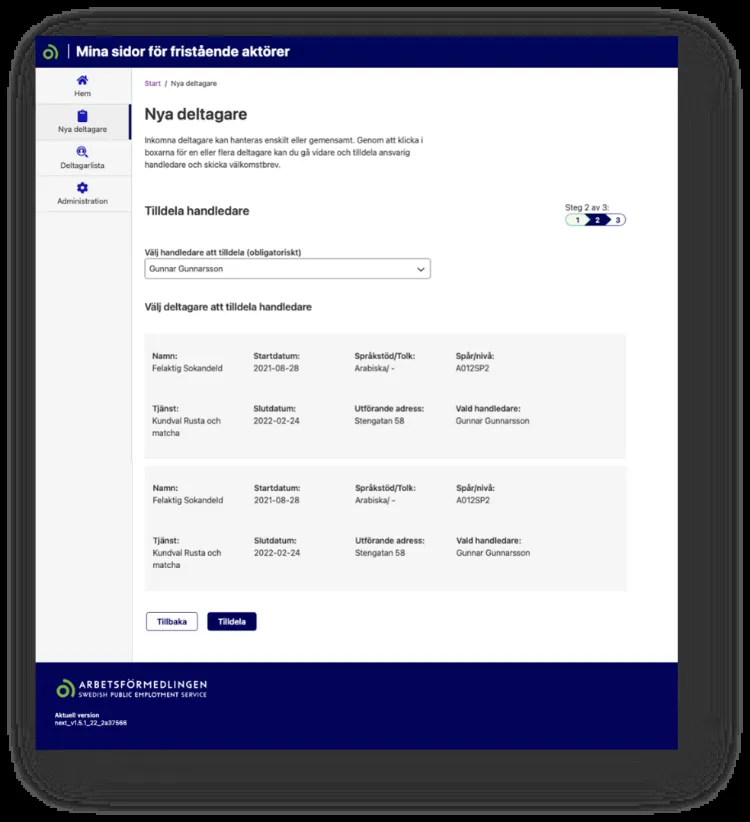 Mina sidor för fristående aktörer
Hem
Nya deltagare
Deltagarlista
Administration
Start / Nya deltagare
Nya deltagare
Inkomna deltagare kan hanteras enskilt eller gemensamt. Genom att klicka i
boxarna för en eller flera deltagare kan du gå vidare och tilldela ansvarig
handledare och skicka välkomstbrev.
Tilldela handledare
Steg 2 av 3:
1 2 3
Välj handledare att tilldela (obligatoriskt)
Gunnar Gunnarsson
Välj deltagare att tilldela handledare
Namn: Startdatum: Språkstöd/Tolk: Spår/nivå:
Felaktig Sokandeld 2021-08-28 Arabiska/ - A012SP2
Tjänst: Slutdatum: Utförande adress: Vald handledare:
Kundval Rusta och 2022-02-24 Stengatan 58 Gunnar Gunnarsson
matcha
Namn: Startdatum: Språkstöd/Tolk: Spår/nivå:
Felaktig Sokandeld 2021-08-28 Arabiska/ - A012SP2
Tjänst: Slutdatum: Utförande adress: Vald handledare:
Kundval Rusta och 2022-02-24 Stengatan 58 Gunnar Gunnarsson
matcha
Tillbaka Tilldela
ARBETSFÖRMEDLINGEN
SWEDISH PUBLIC EMPLOYMENT SERVICE
Aktuell version
next_v1.5.1_22_2a37566